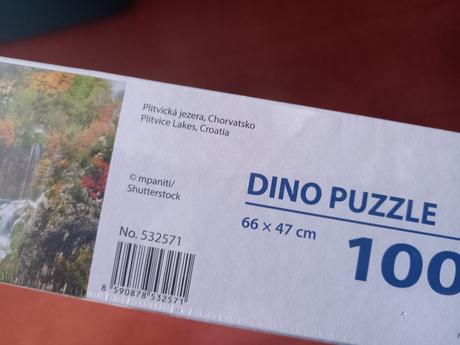 Plitvická jezera, Chorvatsko
Plitvice Lakes, Croatia
© mpaniti/
Shutterstock
No. 532571
8 590878 532571
DINO PUZZLE
66 x 47 cm
100